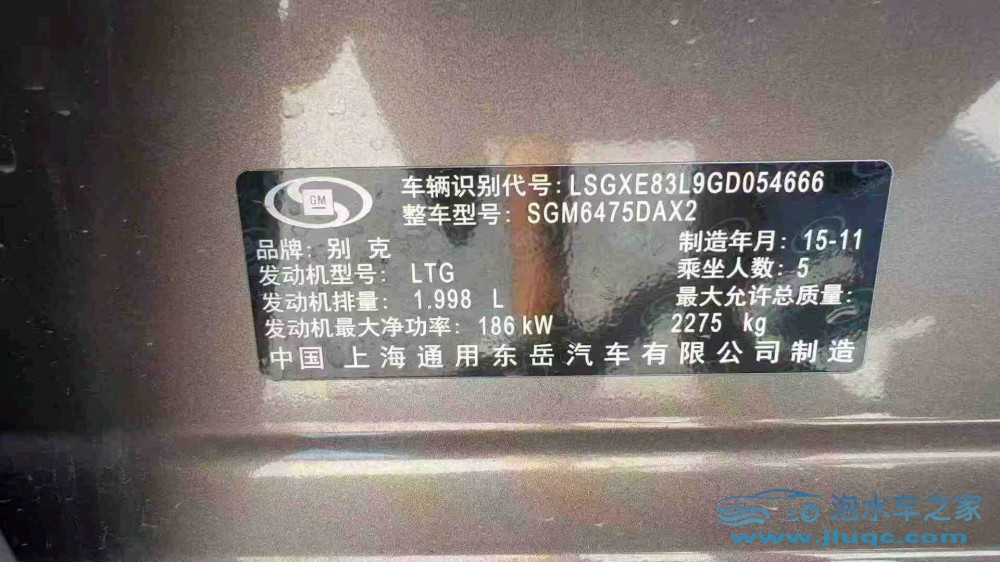 GM
车辆识别代号: LSGXE83L9GD054666
整车型号: SGM6475DAX2
品牌: 别 克
制造年月: 15-11
发动机型号: LTG
乘坐人数: 5
发动机排量: 1.998 L
最大允许总质量:
发动机最大净功率: 186 kW
2275 kg
中国 上海通用东岳汽车有限公司制造
泡水车之家
www.jluqc.com